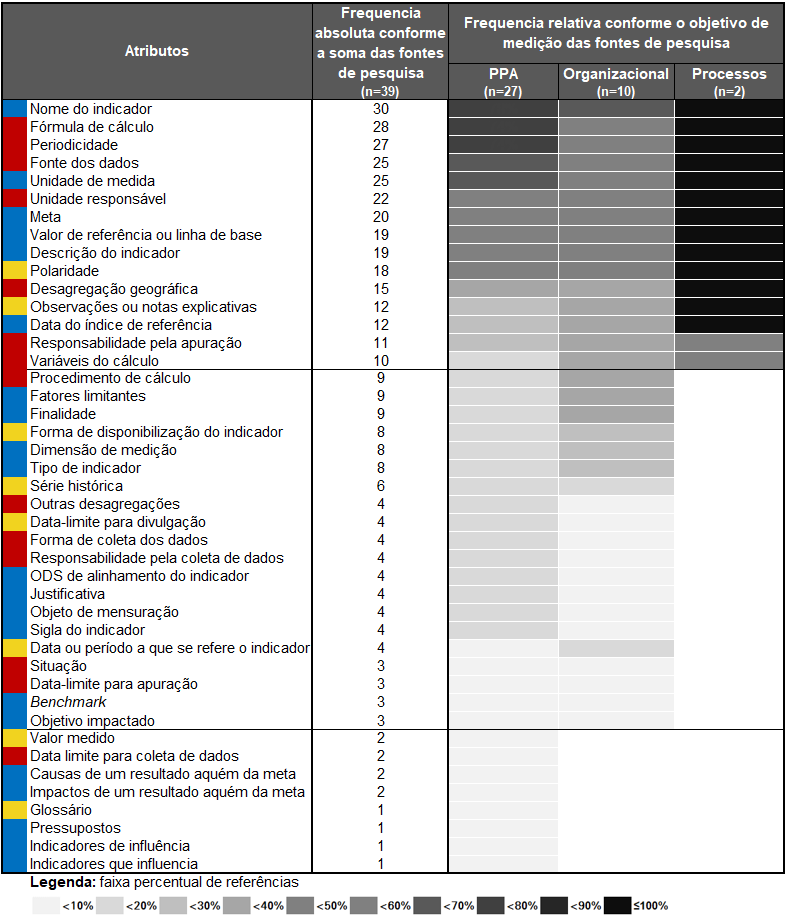 Atributos
Frequencia absoluta conforme a soma das fontes de pesquisa (n=39)
Frequencia relativa conforme o objetivo de medição das fontes de pesquisa
PPA (n=27)
Organizacional (n=10)
Processos (n=2)
Nome do indicador 30
Fórmula de cálculo 28
Periodicidade 27
Fonte dos dados 25
Unidade de medida 25
Unidade responsável 22
Meta 20
Valor de referência ou linha de base 19
Descrição do indicador 19
Polaridade 18
Desagregação geográfica 15
Observações ou notas explicativas 12
Data do índice de referência 12
Responsabilidade pela apuração 11
Variáveis do cálculo 10
Procedimento de cálculo 9
Fatores limitantes 9
Finalidade 9
Forma de disponibilização do indicador 8
Dimensão de medição 8
Tipo de indicador 8
Série histórica 6
Outras desagregações 4
Data-limite para divulgação 4
Forma de coleta dos dados 4
Responsabilidade pela coleta de dados 4
ODS de alinhamento do indicador 4
Justificativa 4
Objeto de mensuração 4
Sigla do indicador 4
Data ou período a que se refere o indicador 4
Situação 3
Data-limite para apuração 3
Benchmark 3
Objetivo impactado 3
Valor medido 2
Data limite para coleta de dados 2
Causas de um resultado aquém da meta 2
Impactos de um resultado aquém da meta 2
Glossário 1
Pressupostos 1
Indicadores de influência 1
Indicadores que influencia 1
Legenda: faixa percentual de referências
<10% <20% <30% <40% <50% <60% <70% <80% <90% ≤100%